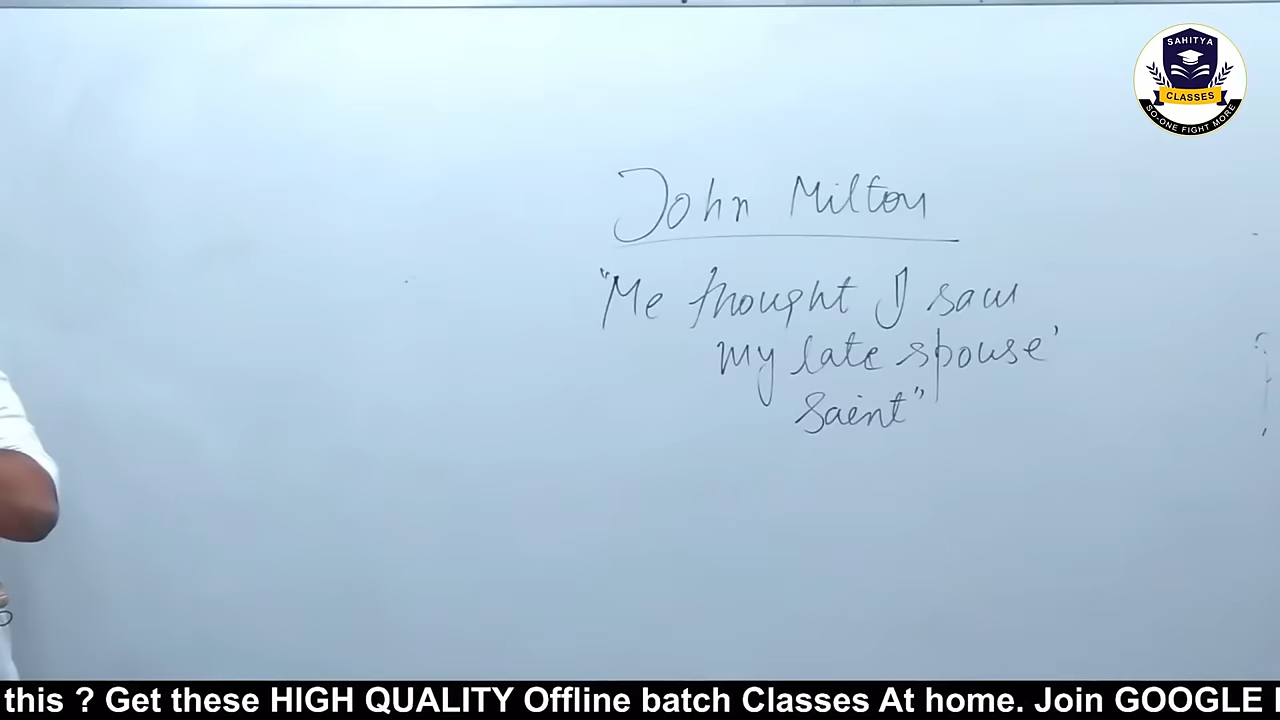 SAHITYA
CLASSES
SO-ONE FIGHT MORE
John Milton
"Me thought I saw
my late spouse'
Saint"
this ? Get these HIGH QUALITY Offline batch Classes At home. Join GOOGLE